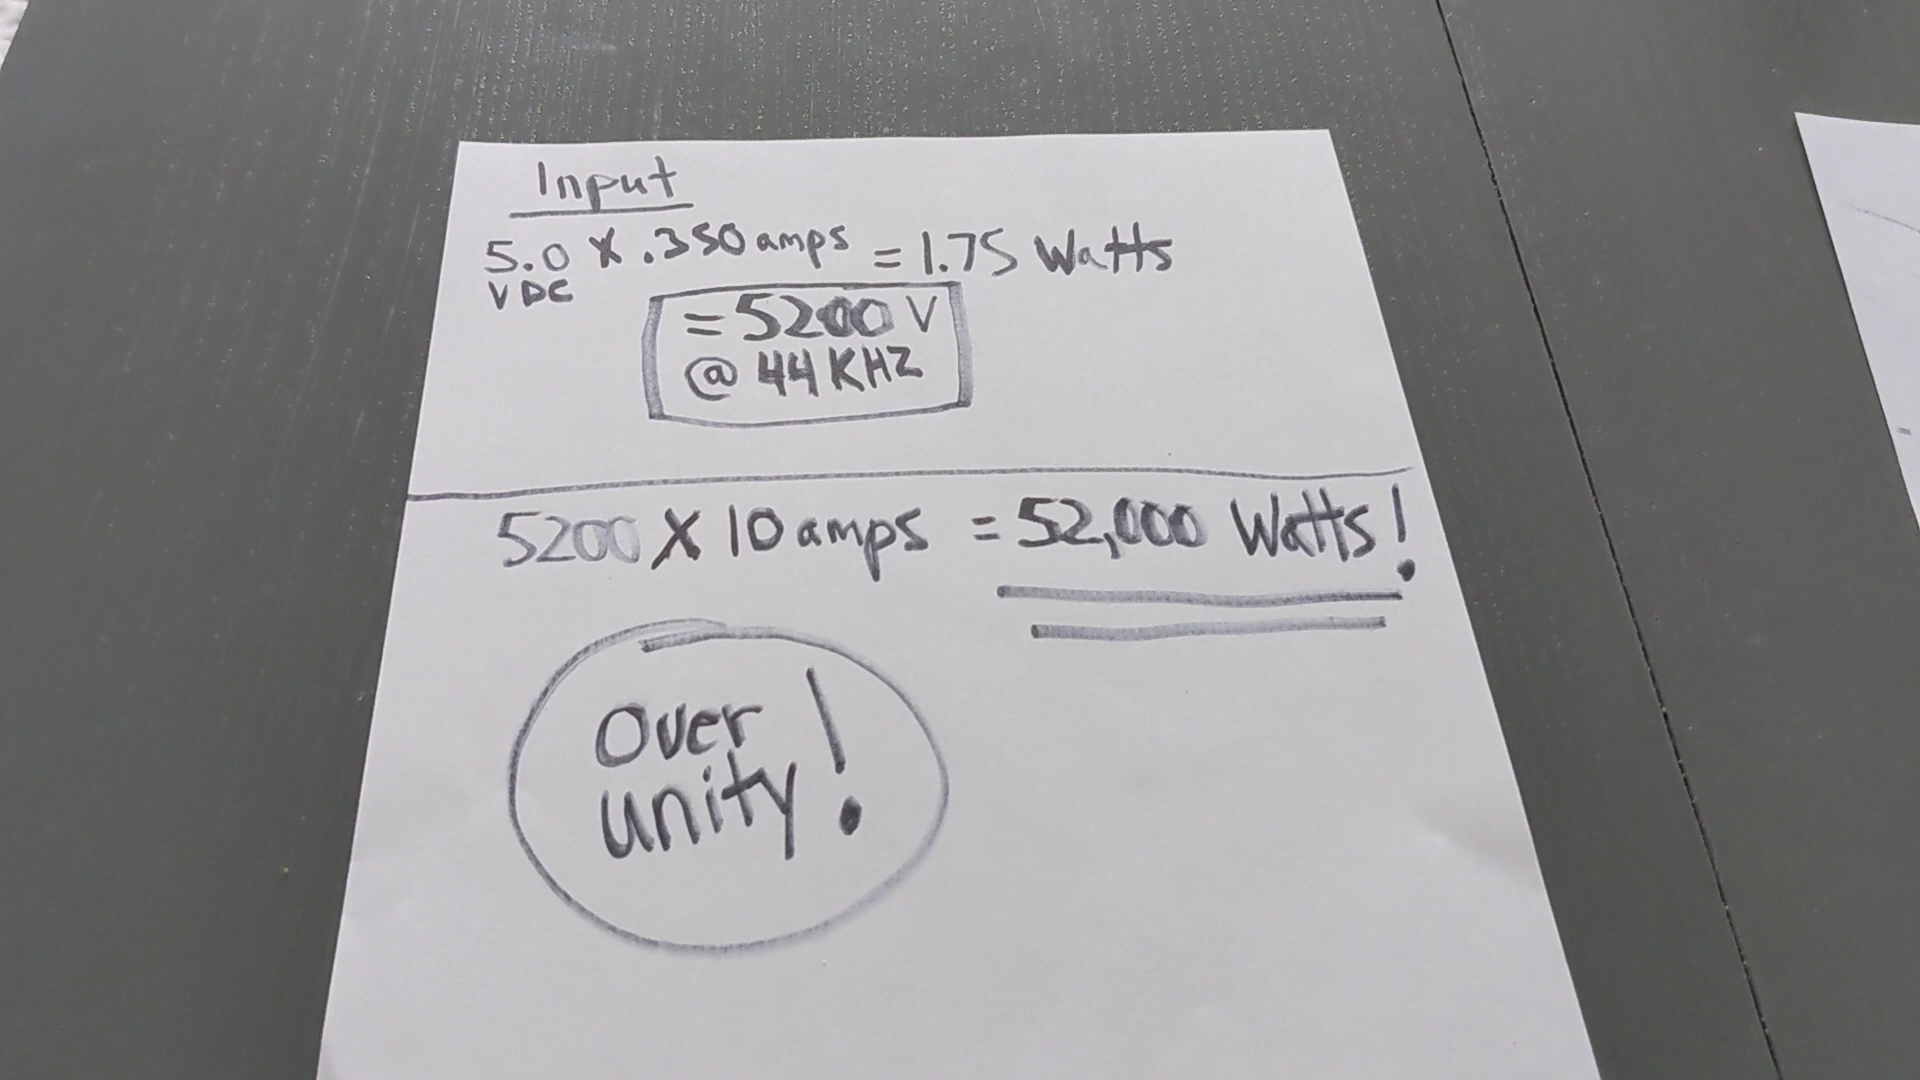 Input
5.0 X .350 amps = 1.75 Watts
VDC
= 5200 V
@ 44 KHZ
5200 X 10 amps = 52,000 Watts!
Over
unity!